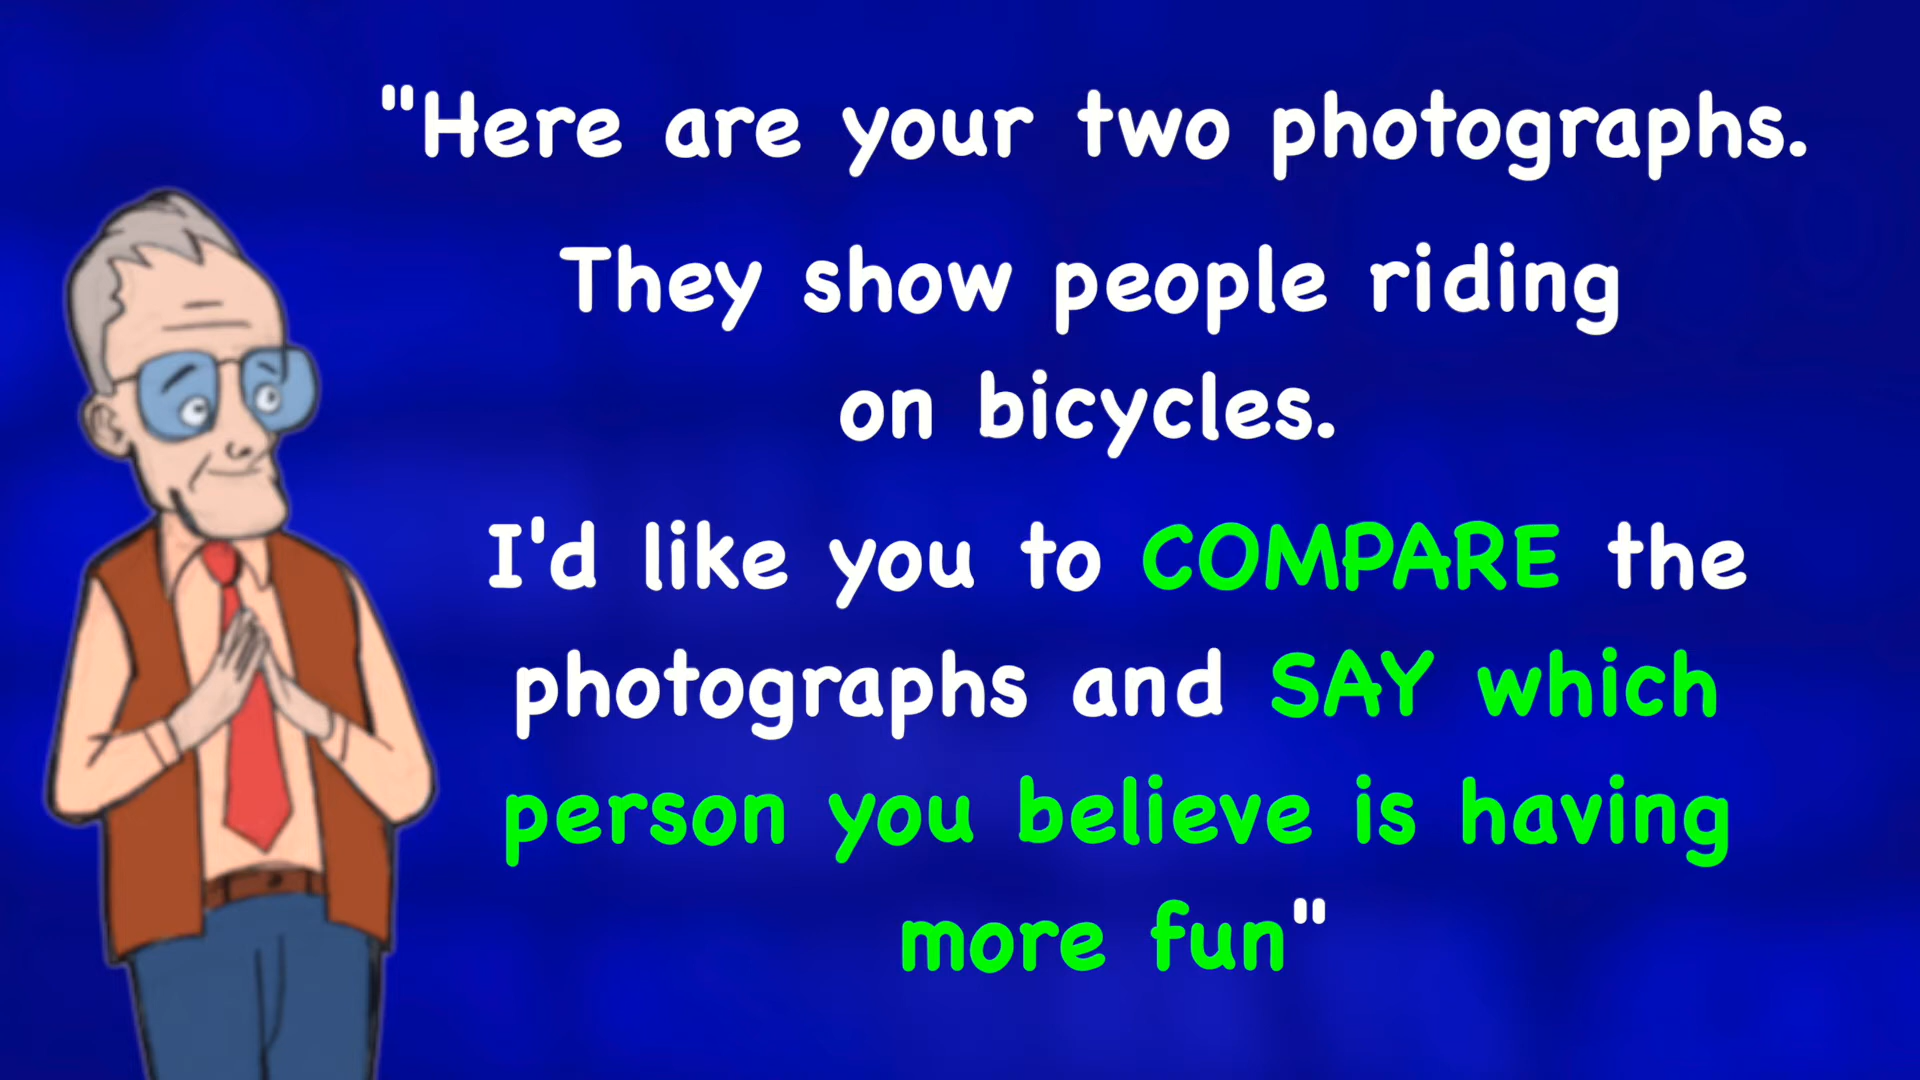 "Here are your two photographs.
They show people riding
on bicycles.
I'd like you to COMPARE the
photographs and SAY which
person you believe is having
more fun"